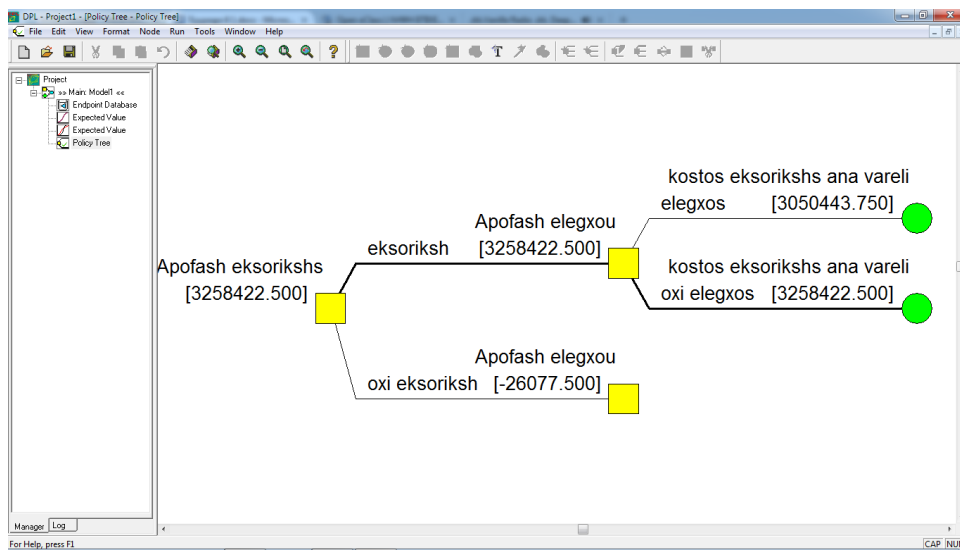 DPL - Project1 - [Policy Tree - Policy Tree]
File Edit View Format Node Run Tools Window Help
Project
>> Main: Model1 <<
Endpoint Database
Expected Value
Expected Value
Policy Tree
kostos eksorikshs ana vareli
elegxos [3050443.750]
Apofash elegxou
eksoriksh [3258422.500]
Apofash eksorikshs
[3258422.500]
kostos eksorikshs ana vareli
oxi elegxos [3258422.500]
Apofash elegxou
oxi eksoriksh [-26077.500]
Manager Log
For Help, press F1
CAP